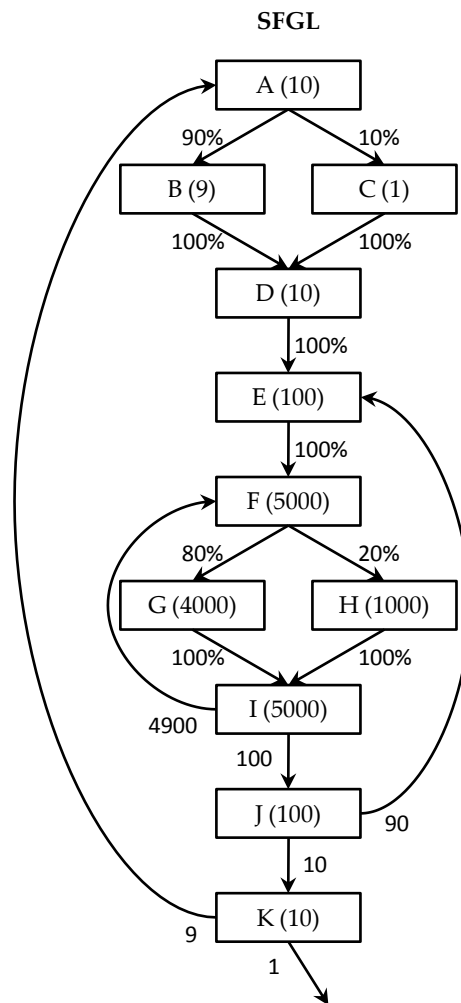 SFGL
A (10)
90%
10%
B (9)
C (1)
100%
100%
D (10)
100%
E (100)
100%
F (5000)
80%
20%
G (4000)
H (1000)
100%
100%
I (5000)
4900
100
J (100)
90
10
K (10)
9
1